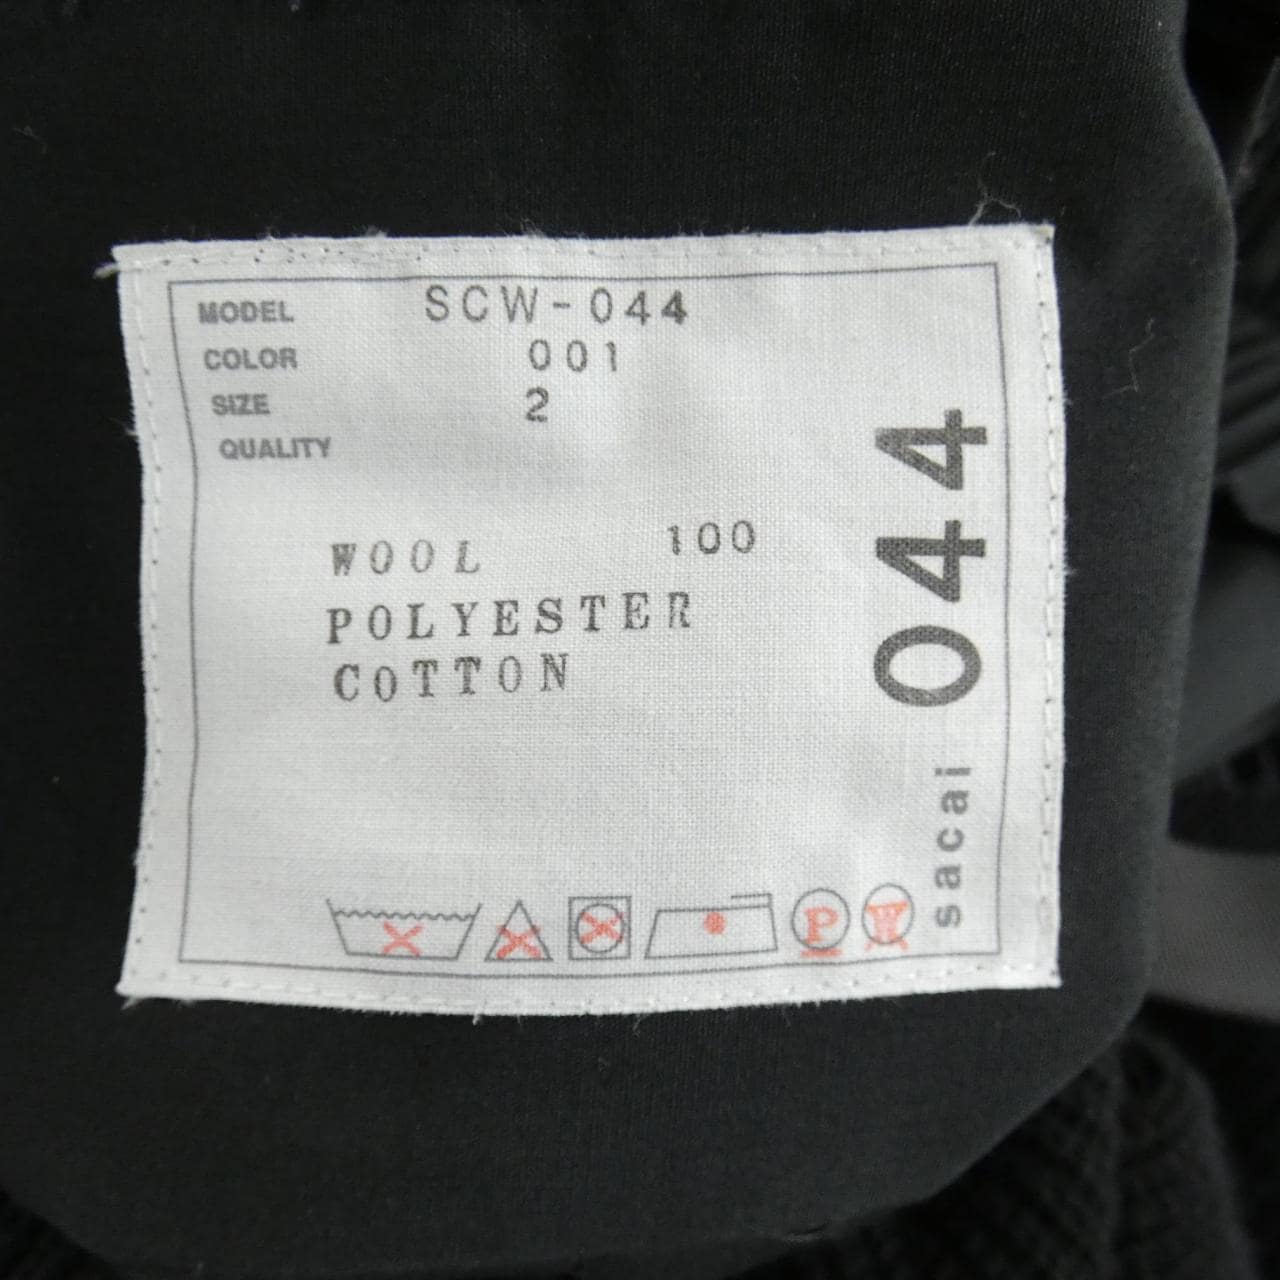 MODEL SCW-044
COLOR 001
SIZE 2
QUALITY
WOOL 100
POLYESTER
COTTON
P W
sacai 044